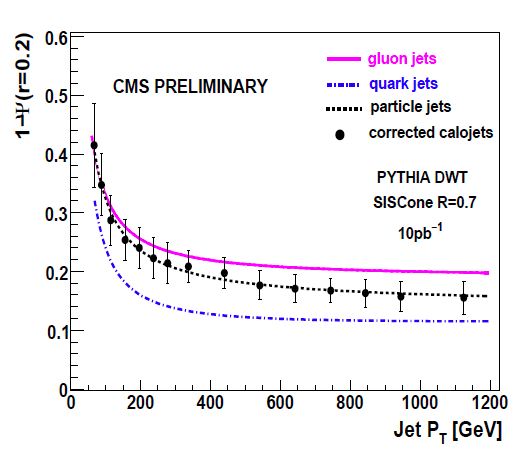 0.6
0.5
0.4
0.3
0.2
0.1
0
1-Ψ(r=0.2)
CMS PRELIMINARY
gluon jets
quark jets
particle jets
corrected calojets
PYTHIA DWT
SISCone R=0.7
10pb⁻¹
0 200 400 600 800 1000 1200
Jet P_T [GeV]